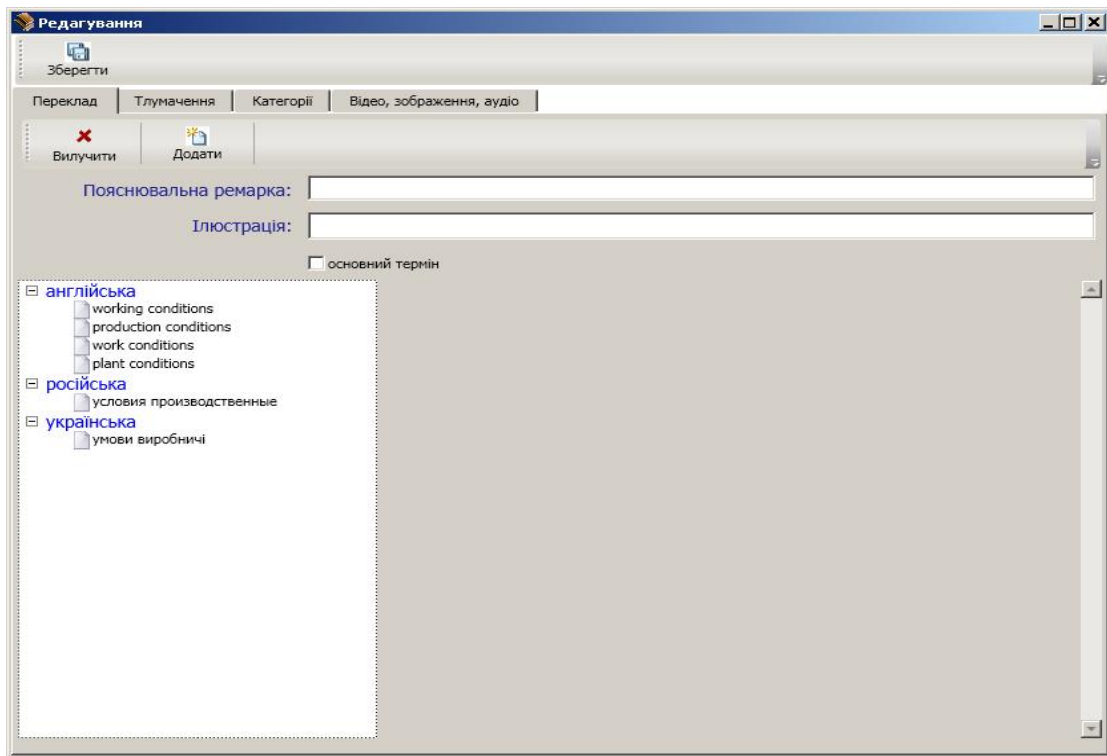 Редагування
Зберегти
Переклад Тлумачення Категорії Відео, зображення, аудіо
Вилучити Додати
Пояснювальна ремарка:
Ілюстрація:
основний термін
англійська
working conditions
production conditions
work conditions
plant conditions
російська
условия производственные
українська
умови виробничі